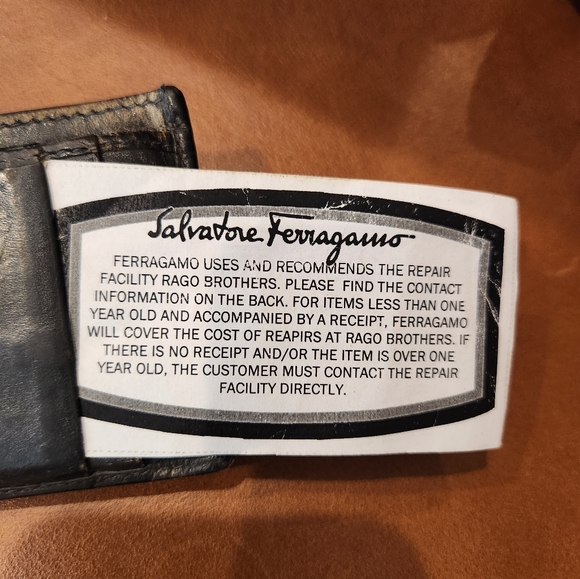 Salvatore Ferragamo
FERRAGAMO USES AND RECOMMENDS THE REPAIR
FACILITY RAGO BROTHERS. PLEASE FIND THE CONTACT
INFORMATION ON THE BACK. FOR ITEMS LESS THAN ONE
YEAR OLD AND ACCOMPANIED BY A RECEIPT, FERRAGAMO
WILL COVER THE COST OF REAPIRS AT RAGO BROTHERS. IF
THERE IS NO RECEIPT AND/OR THE ITEM IS OVER ONE
YEAR OLD, THE CUSTOMER MUST CONTACT THE REPAIR
FACILITY DIRECTLY.